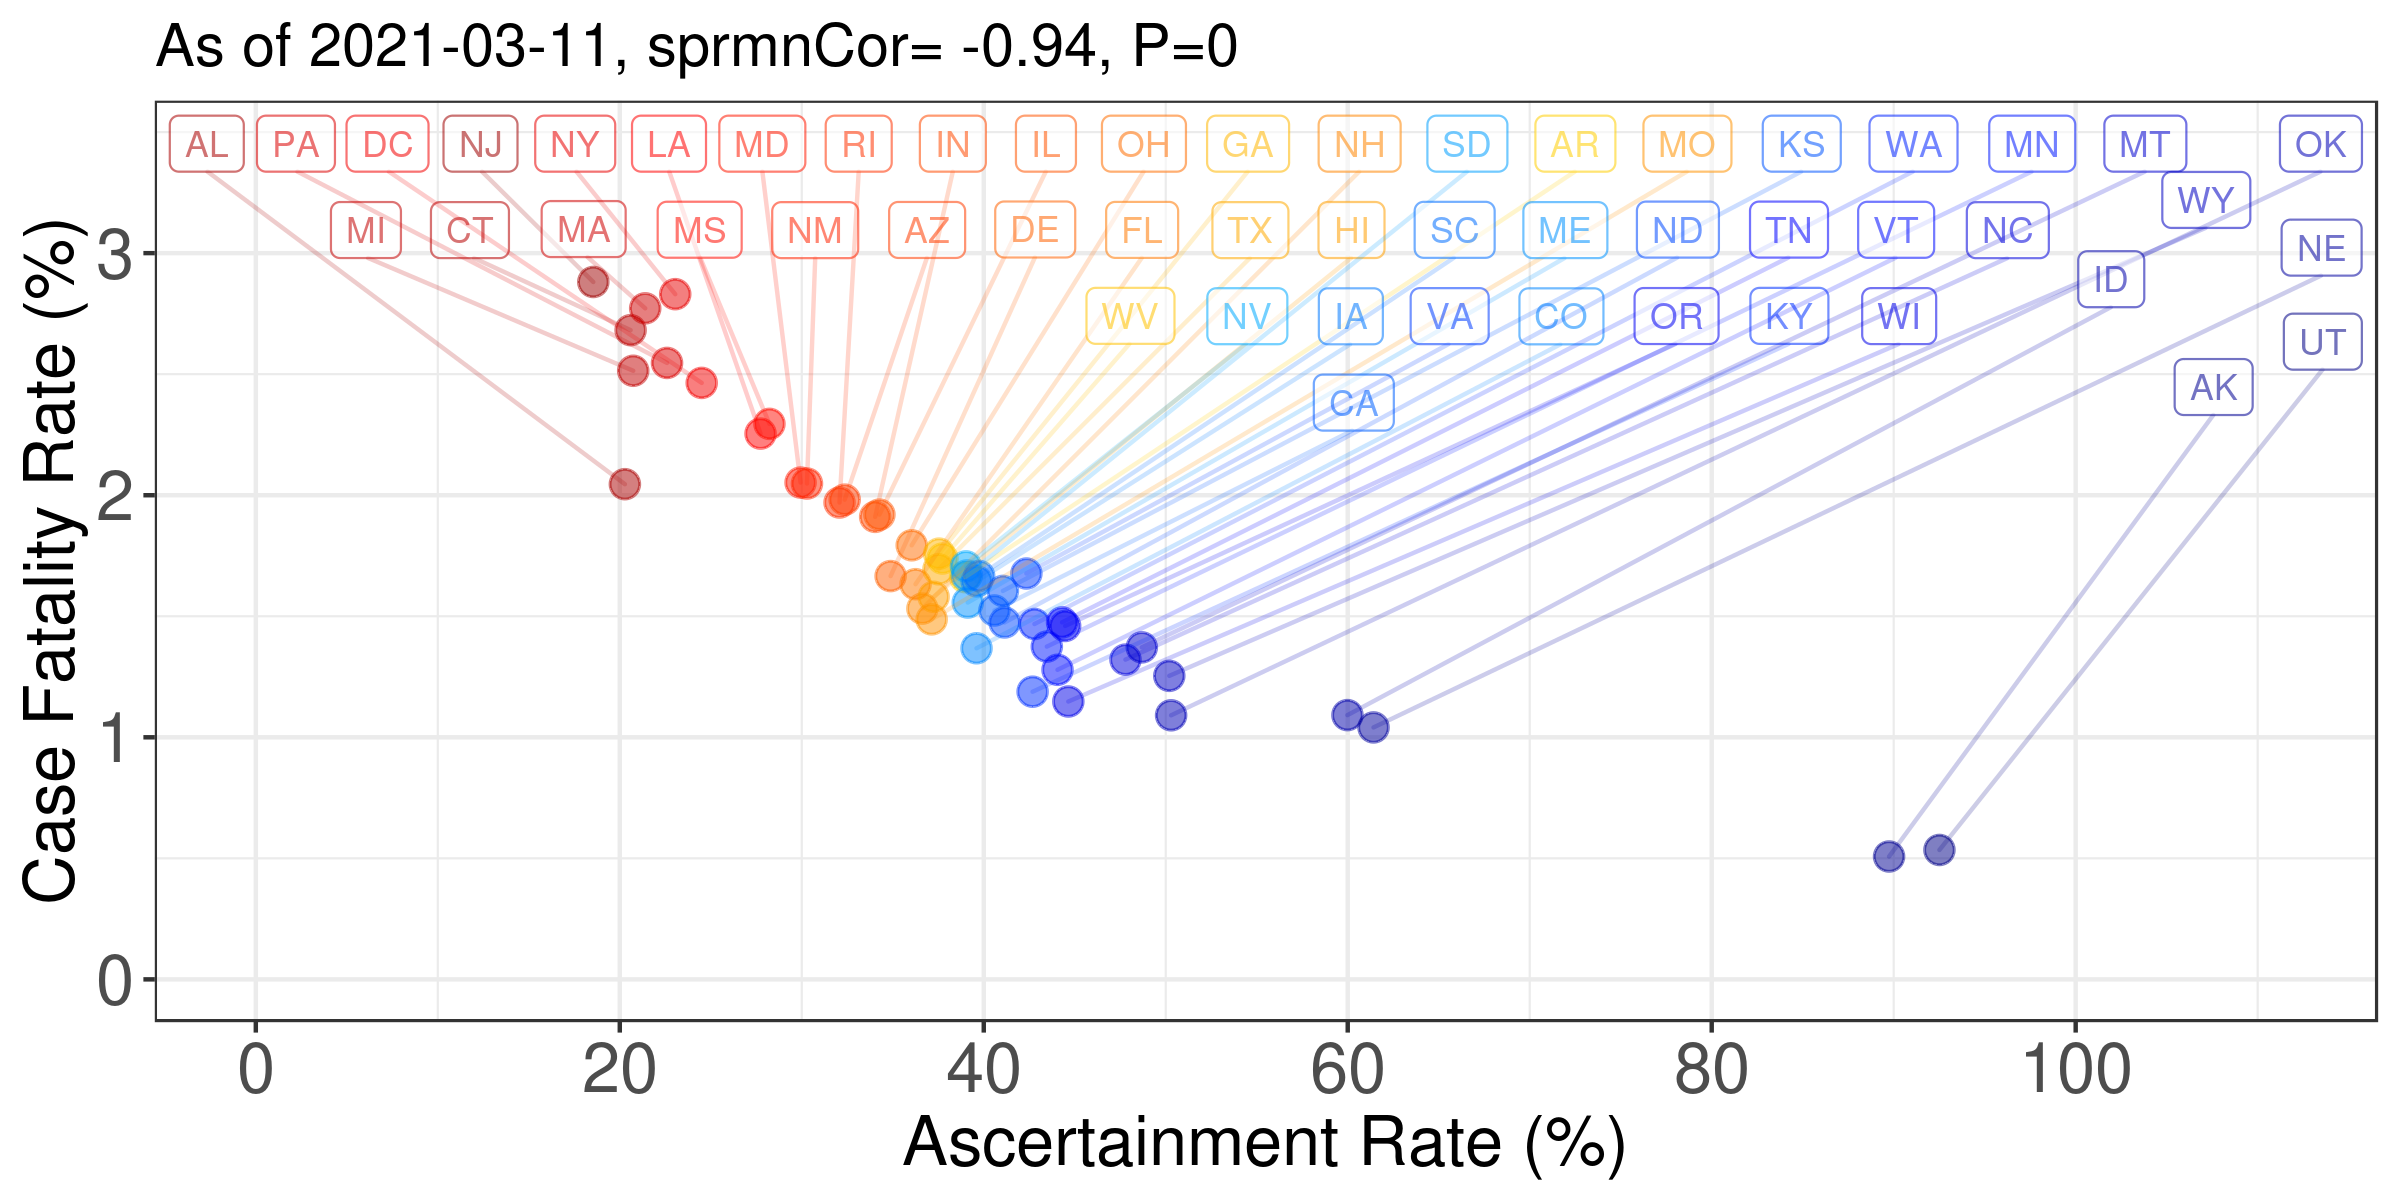 As of 2021-03-11, sprmnCor= -0.94, P=0
AL PA DC NJ NY LA MD RI IN IL OH GA NH SD AR MO KS WA MN MT OK
WY
MI CT MA MS NM AZ DE FL TX HI SC ME ND TN VT NC
NE
ID
WV NV IA VA CO OR KY WI
UT
AK
CA
Case Fatality Rate (%)
3
2
1
0
0 20 40 60 80 100
Ascertainment Rate (%)